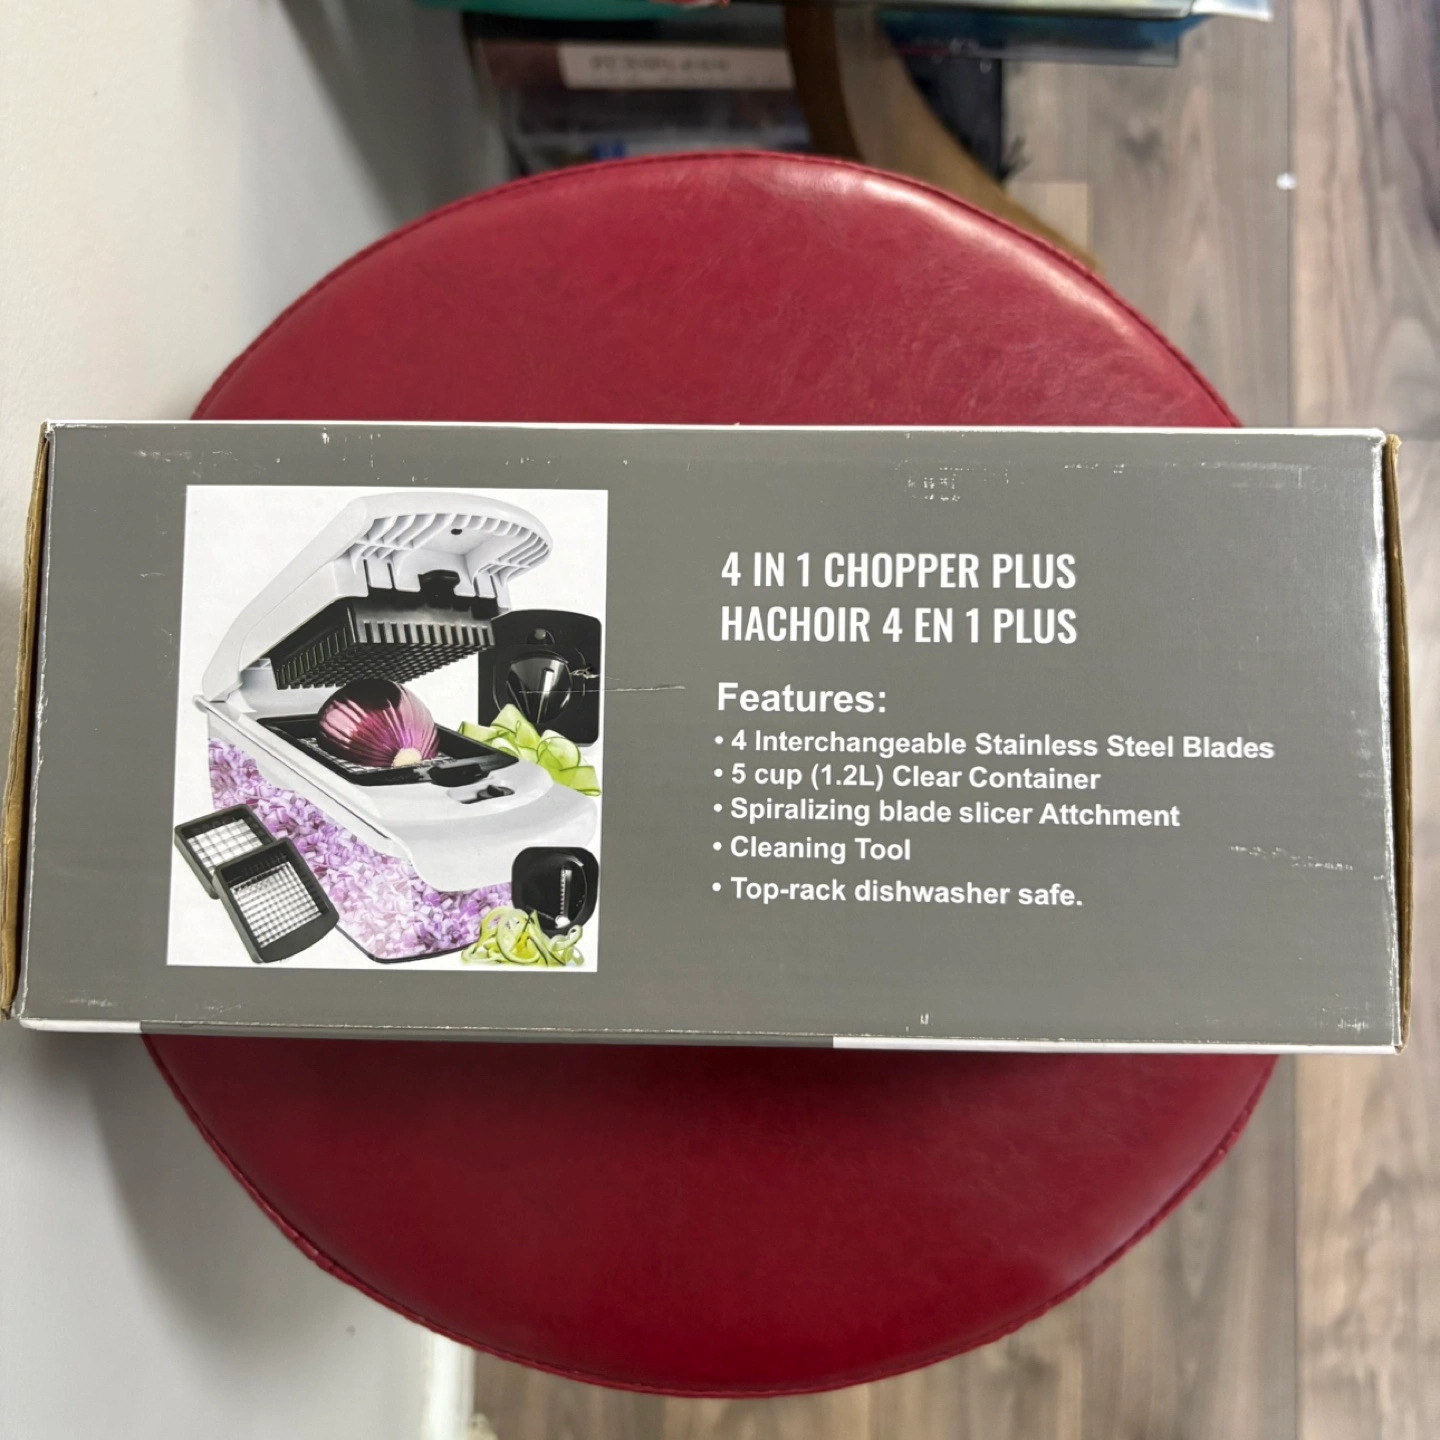 4 IN 1 CHOPPER PLUS
HACHOIR 4 EN 1 PLUS
Features:
• 4 Interchangeable Stainless Steel Blades
• 5 cup (1.2L) Clear Container
• Spiralizing blade slicer Attchment
• Cleaning Tool
• Top-rack dishwasher safe.